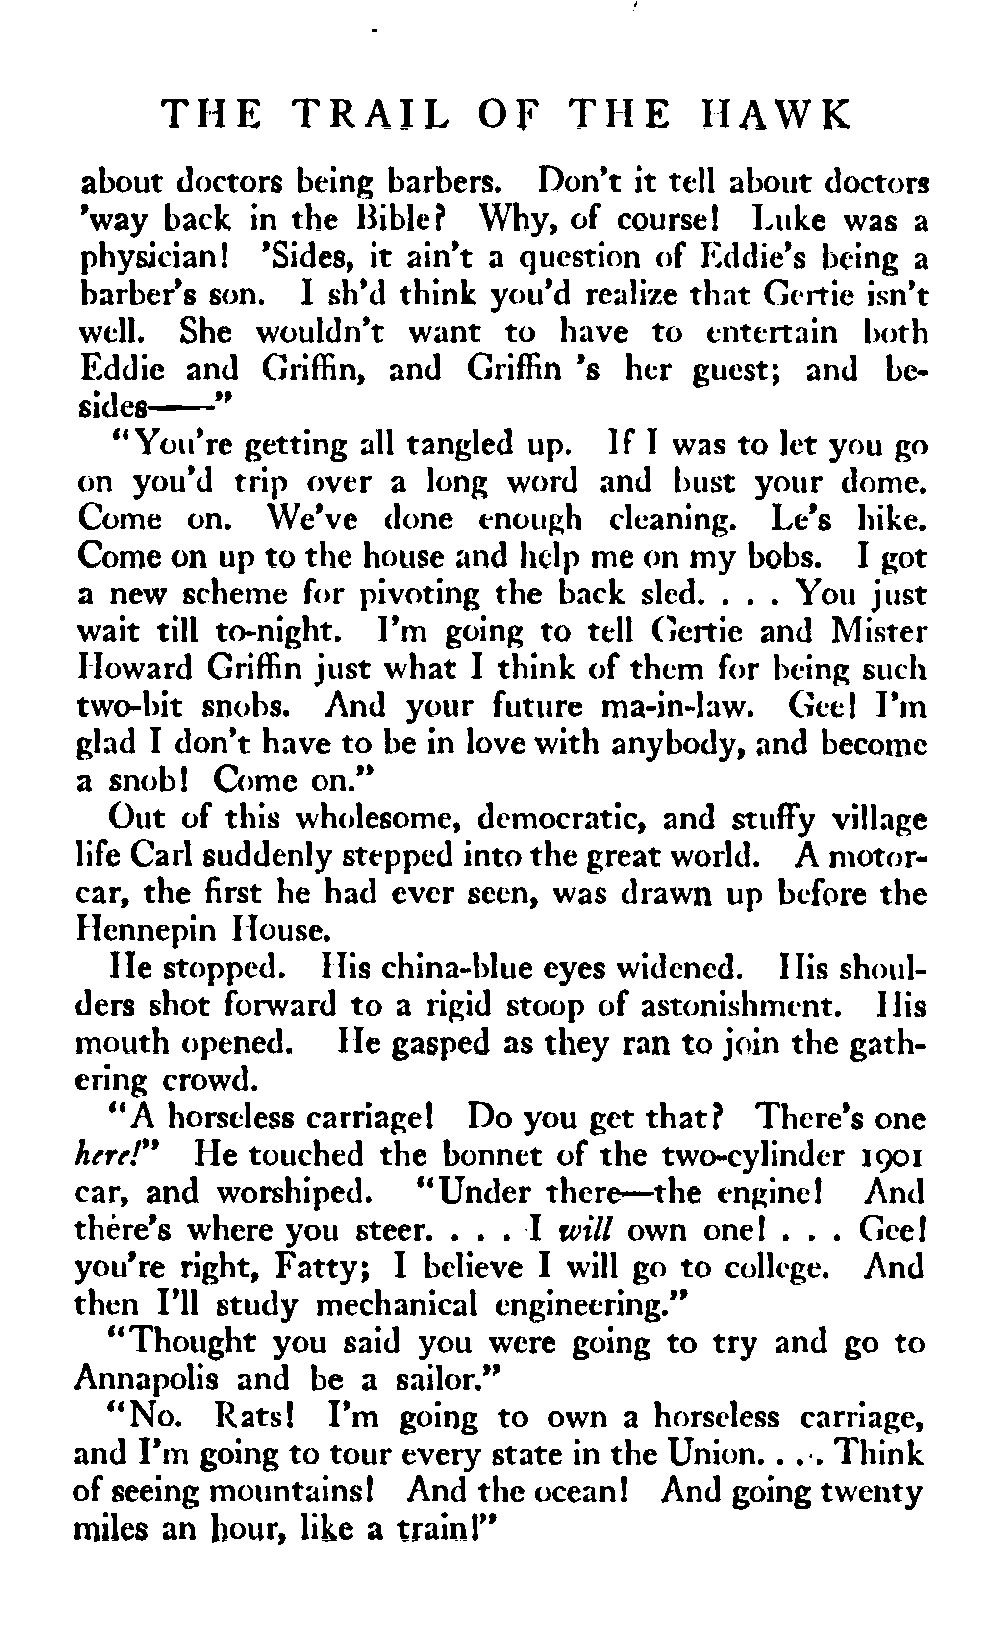 THE TRAIL OF THE HAWK
about doctors being barbers. Don't it tell about doctors
'way back in the Bible? Why, of course! Luke was a
physician! 'Sides, it ain't a question of Eddie's being a
barber's son. I sh'd think you'd realize that Gertie isn't
well. She wouldn't want to have to entertain both
Eddie and Griffin, and Griffin 's her guest; and be-
sides——"
"You're getting all tangled up. If I was to let you go
on you'd trip over a long word and bust your dome.
Come on. We've done enough cleaning. Le's hike.
Come on up to the house and help me on my bobs. I got
a new scheme for pivoting the back sled. . . . You just
wait till to-night. I'm going to tell Gertie and Mister
Howard Griffin just what I think of them for being such
two-bit snobs. And your future ma-in-law. Gee! I'm
glad I don't have to be in love with anybody, and become
a snob! Come on."
Out of this wholesome, democratic, and stuffy village
life Carl suddenly stepped into the great world. A motor-
car, the first he had ever seen, was drawn up before the
Hennepin House.
He stopped. His china-blue eyes widened. His shoul-
ders shot forward to a rigid stoop of astonishment. His
mouth opened. He gasped as they ran to join the gath-
ering crowd.
"A horseless carriage! Do you get that? There's one
here!" He touched the bonnet of the two-cylinder 1901
car, and worshiped. "Under there—the engine! And
there's where you steer. . . . I will own one! . . . Gee!
you're right, Fatty; I believe I will go to college. And
then I'll study mechanical engineering."
"Thought you said you were going to try and go to
Annapolis and be a sailor."
"No. Rats! I'm going to own a horseless carriage,
and I'm going to tour every state in the Union. . . . Think
of seeing mountains! And the ocean! And going twenty
miles an hour, like a train!"